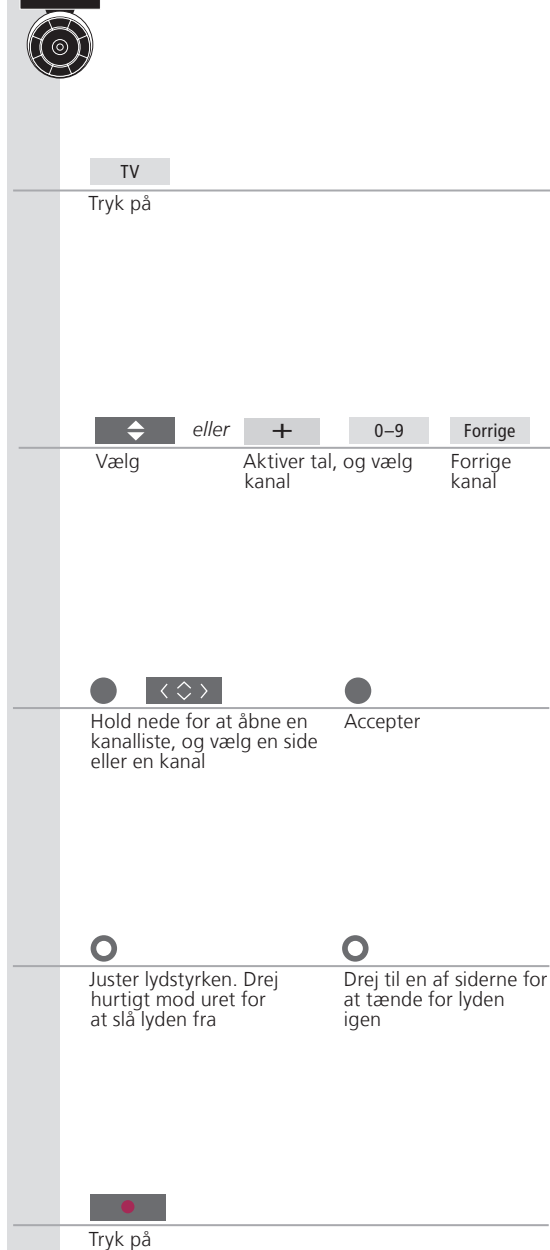 TV
Tryk på
eller + 0–9 Forrige
Vælg Aktiver tal, og vælg Forrige
kanal kanal
Hold nede for at åbne en Accepter
kanalliste, og vælg en side
eller en kanal
Juster lydstyrken. Drej Drej til en af siderne for
hurtigt mod uret for at tænde for lyden
at slå lyden fra igen
Tryk på